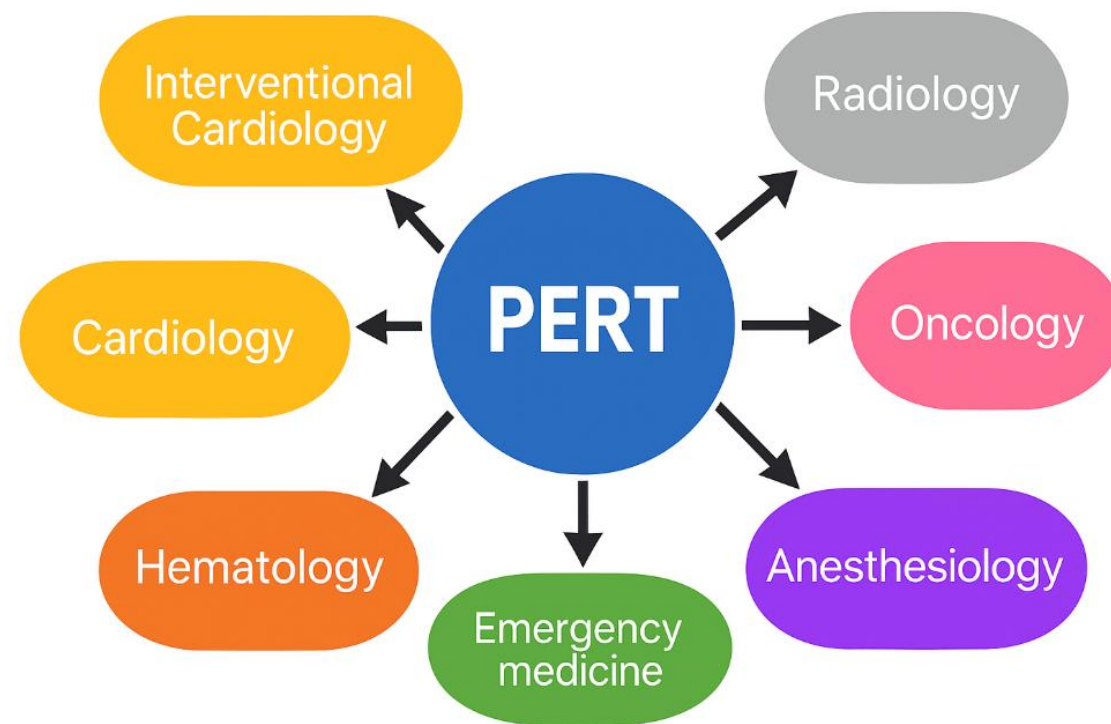 Interventional
Cardiology
Radiology
PERT
Cardiology
Oncology
Hematology
Anesthesiology
Emergency
medicine